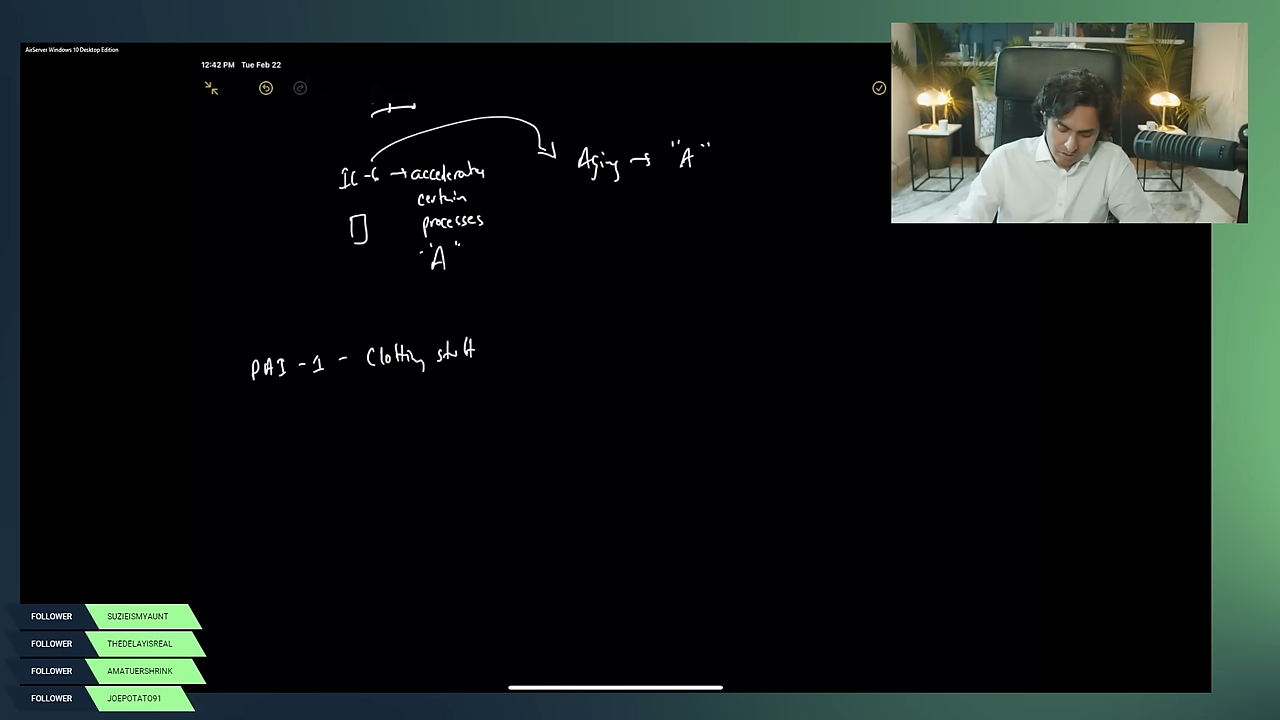 AirServer Windows 10 Desktop Edition
12:42 PM Tue Feb 22
IL-6 → accelerates
certain
processes
"A"
Aging → "A"
PAI-1 - Clotting stuff
FOLLOWER SUZIEISMYAUNT
FOLLOWER THEDELAYISREAL
FOLLOWER AMATUERSHRINK
FOLLOWER JOEPOTATO91